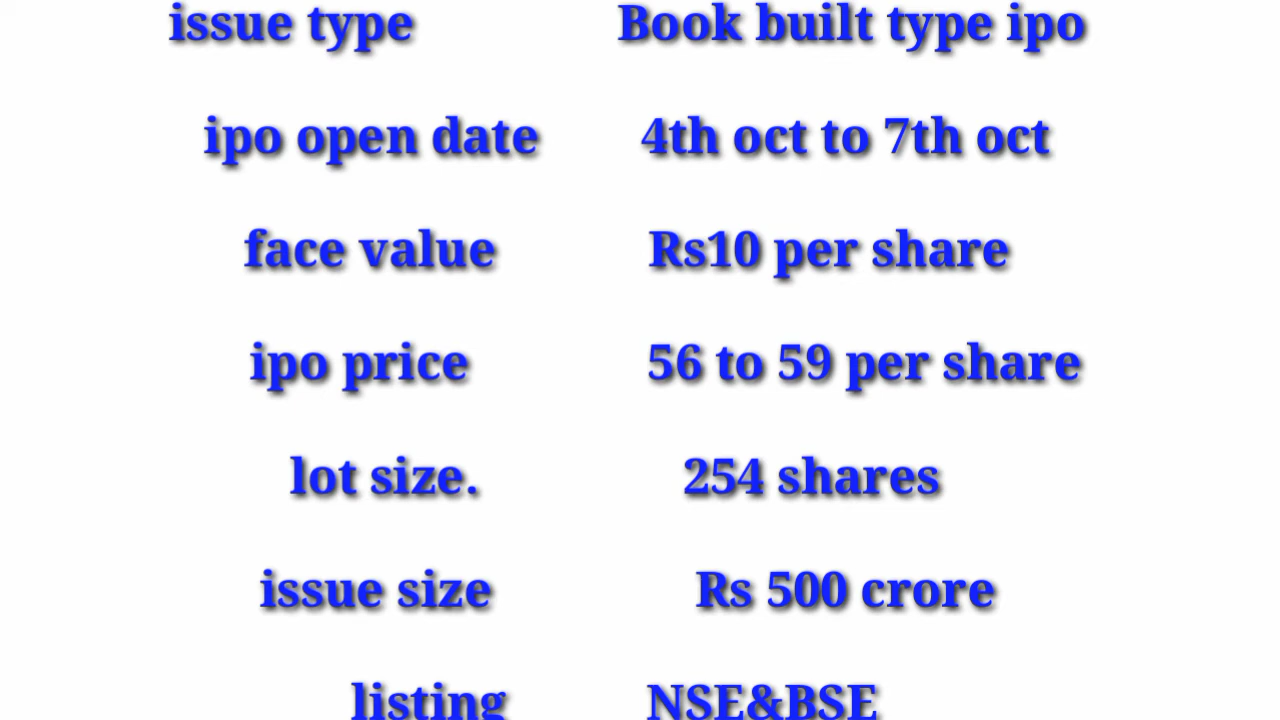 issue type Book built type ipo
ipo open date 4th oct to 7th oct
face value Rs10 per share
ipo price 56 to 59 per share
lot size. 254 shares
issue size Rs 500 crore
listing NSE&BSE